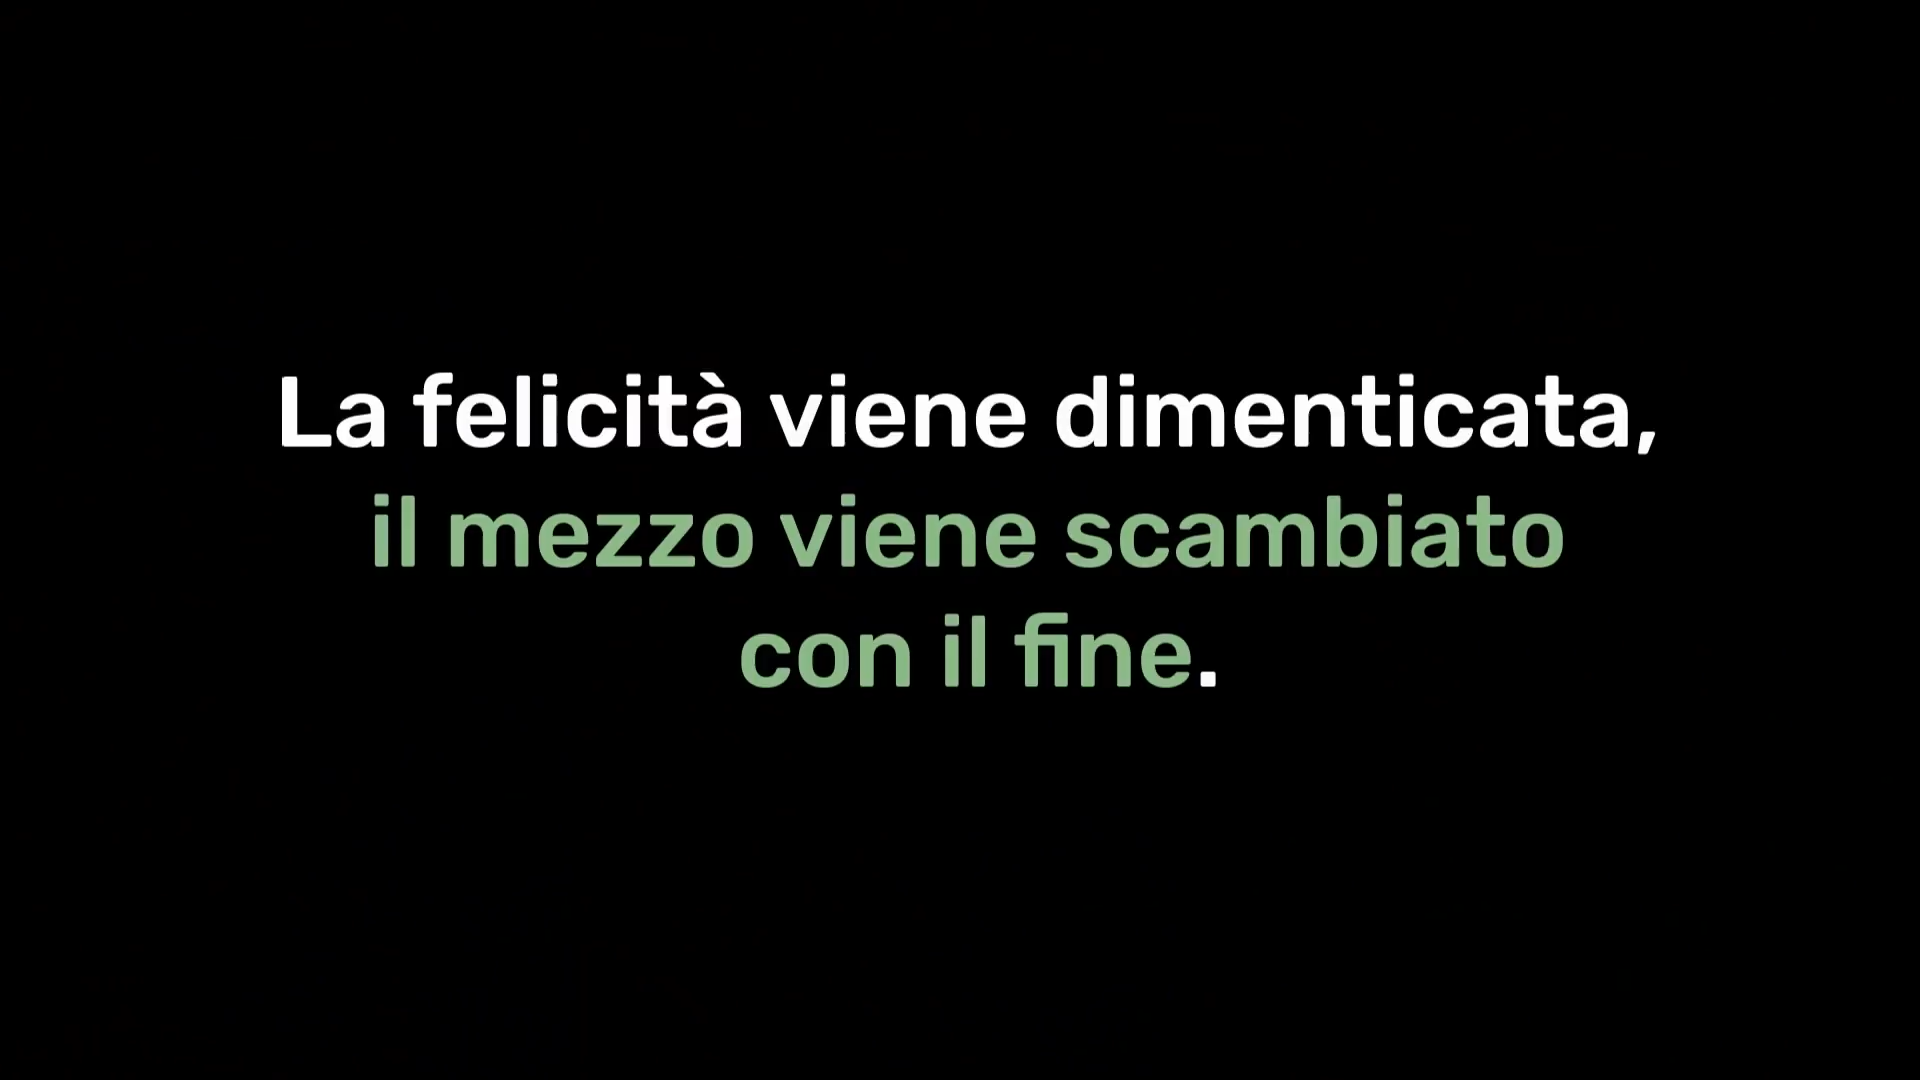 La felicità viene dimenticata,
il mezzo viene scambiato
con il fine.